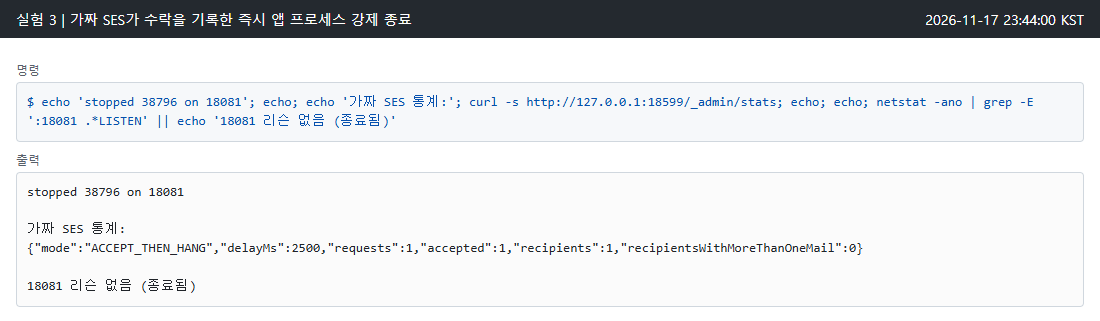 실험 3 | 가짜 SES가 수락을 기록한 즉시 앱 프로세스 강제 종료
2026-11-17 23:44:00 KST
명령
$ echo 'stopped 38796 on 18081'; echo; echo '가짜 SES 통계:'; curl -s http://127.0.0.1:18599/_admin/stats; echo; echo; netstat -ano | grep -E
':18081 .*LISTEN' || echo '18081 리슨 없음 (종료됨)'
출력
stopped 38796 on 18081
가짜 SES 통계:
{"mode":"ACCEPT_THEN_HANG","delayMs":2500,"requests":1,"accepted":1,"recipients":1,"recipientsWithMoreThanOneMail":0}
18081 리슨 없음 (종료됨)